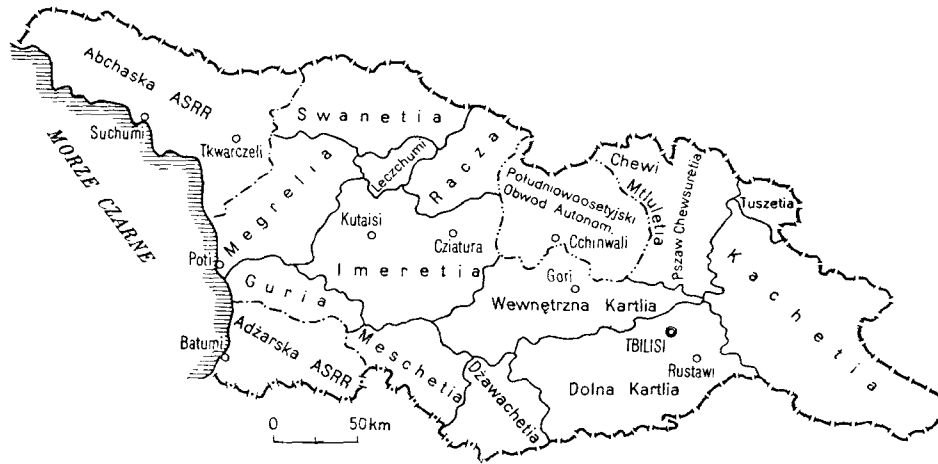 Abchaska ASRR
Suchumi
Tkwarczeli
MORZE CZARNE
Swanetia
Megrelia
Leczchumi
Racza
Poti
Kutaisi
Cziatura
Imeretia
Guria
Batumi
Adżarska ASRR
Meschetia
Dżawachetia
Południowoosetyjski
Obwód Autonom.
Cchinwali
Gori
Wewnętrzna Kartlia
Chewi
Mtiuletia
Pszaw Chewsuretia
Tuszetia
Kachetia
TBILISI
Rustawi
Dolna Kartlia
0 50 km